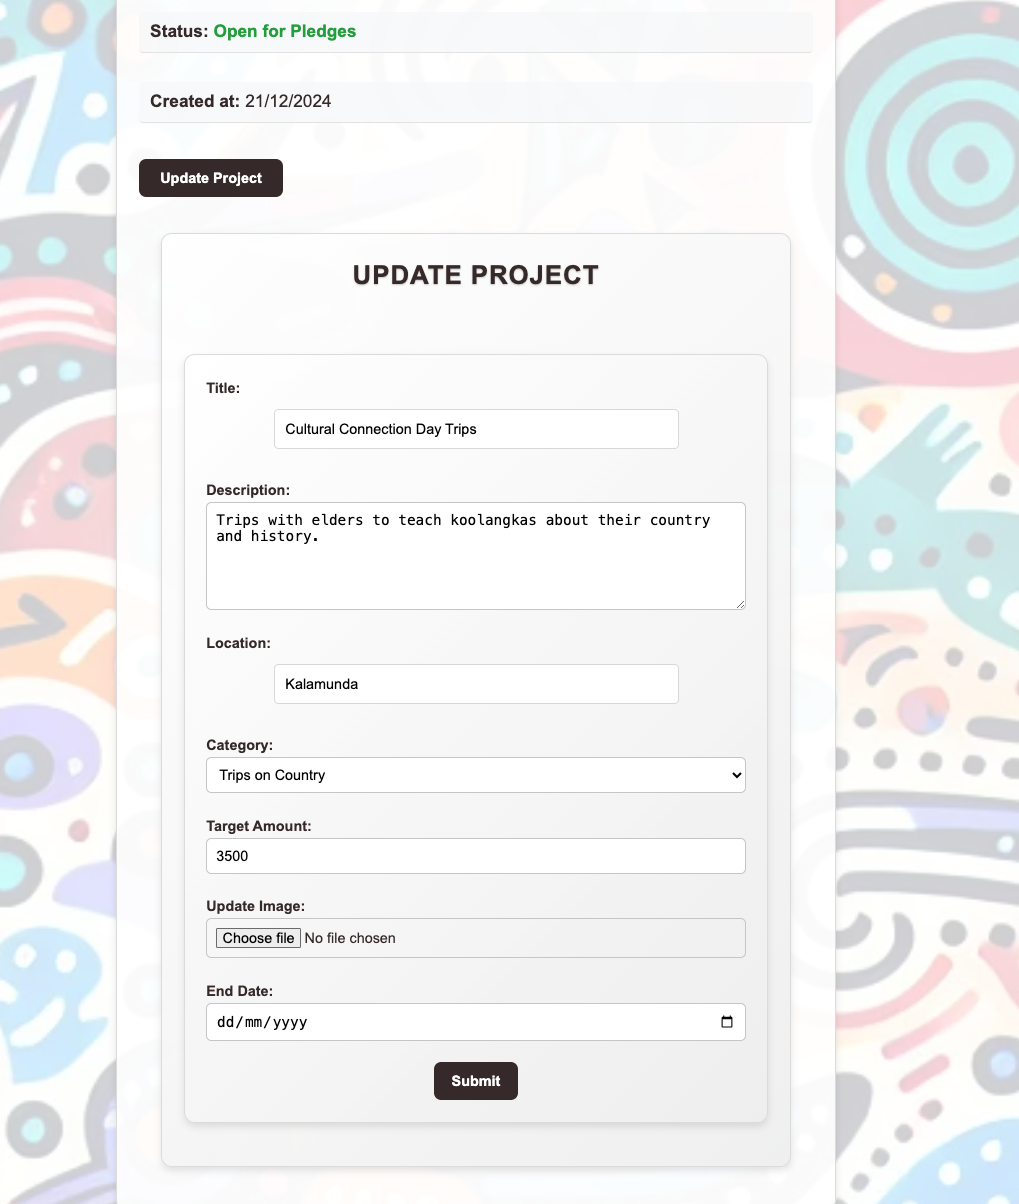 Status: Open for Pledges
Created at: 21/12/2024
Update Project
UPDATE PROJECT
Title:
Cultural Connection Day Trips
Description:
Trips with elders to teach koolangkas about their country
and history.
Location:
Kalamunda
Category:
Trips on Country
Target Amount:
3500
Update Image:
Choose file No file chosen
End Date:
dd/mm/yyyy
Submit